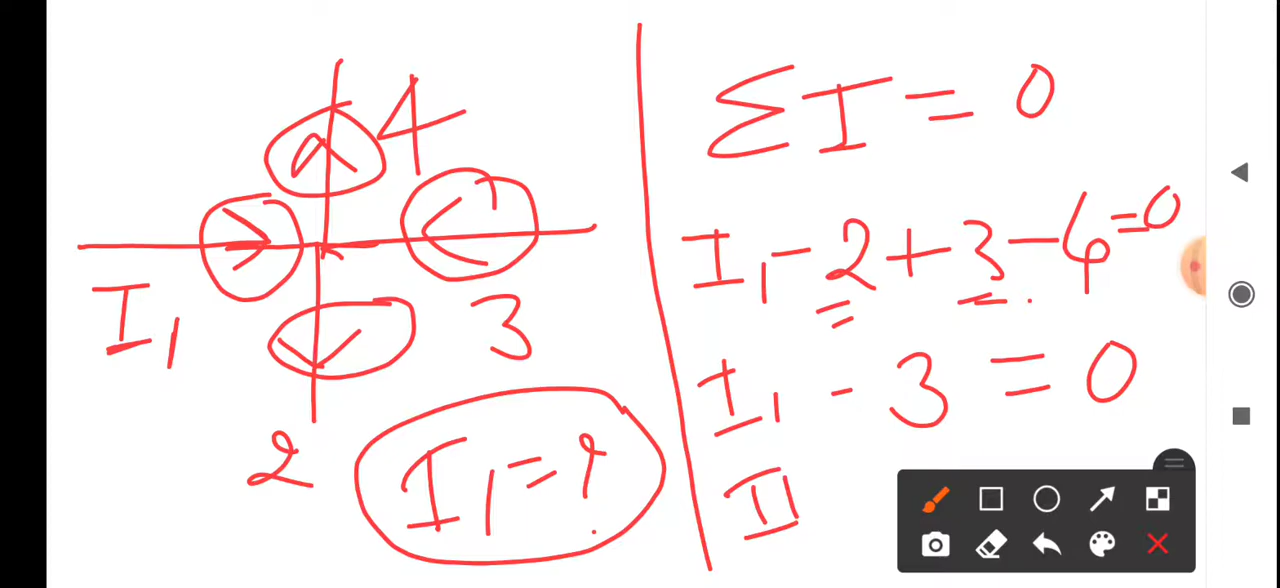 4
I₁
3
2
I₁ = ?
ΣI = 0
I₁ - 2 + 3 - 4 = 0
I₁ - 3 = 0
I1